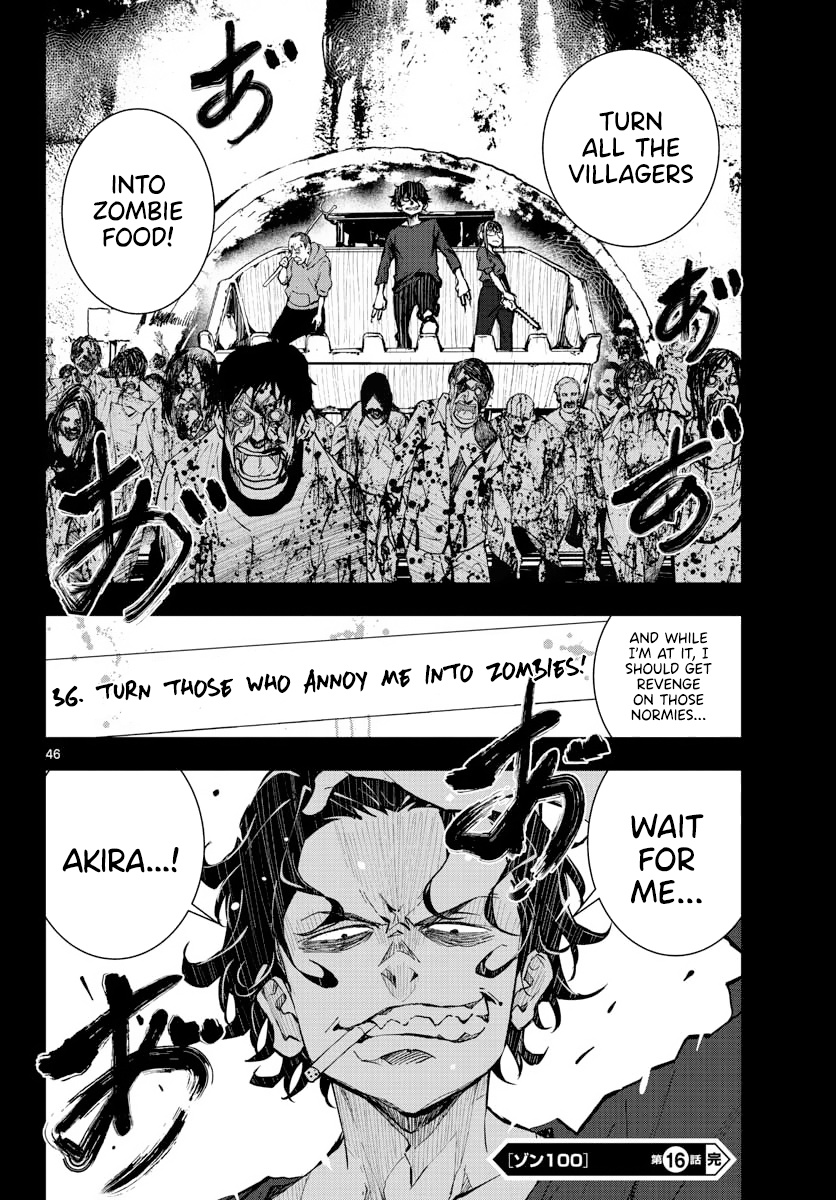 TURN
ALL THE
VILLAGERS
INTO
ZOMBIE
FOOD!
あ゛
あ゛
あ゛
あ゛
AND WHILE
I'M AT IT, I
SHOULD GET
REVENGE
ON THOSE
NORMIES...
36. TURN THOSE WHO ANNOY ME INTO ZOMBIES!
46
WAIT
FOR
ME...
AKIRA...!
あ゛
あ゛
[ゾン100] 第16話 完